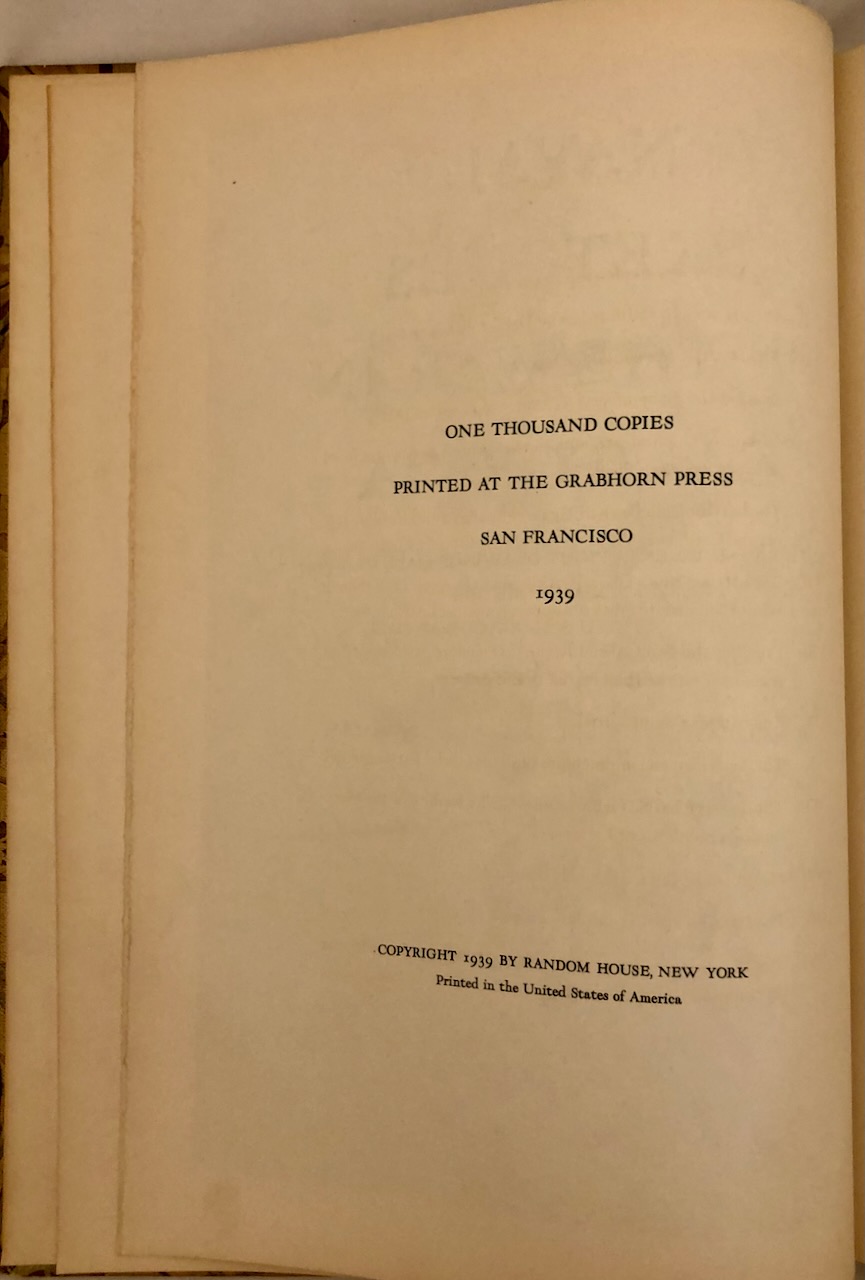 ONE THOUSAND COPIES
PRINTED AT THE GRABHORN PRESS
SAN FRANCISCO
1939
COPYRIGHT 1939 BY RANDOM HOUSE, NEW YORK
Printed in the United States of America